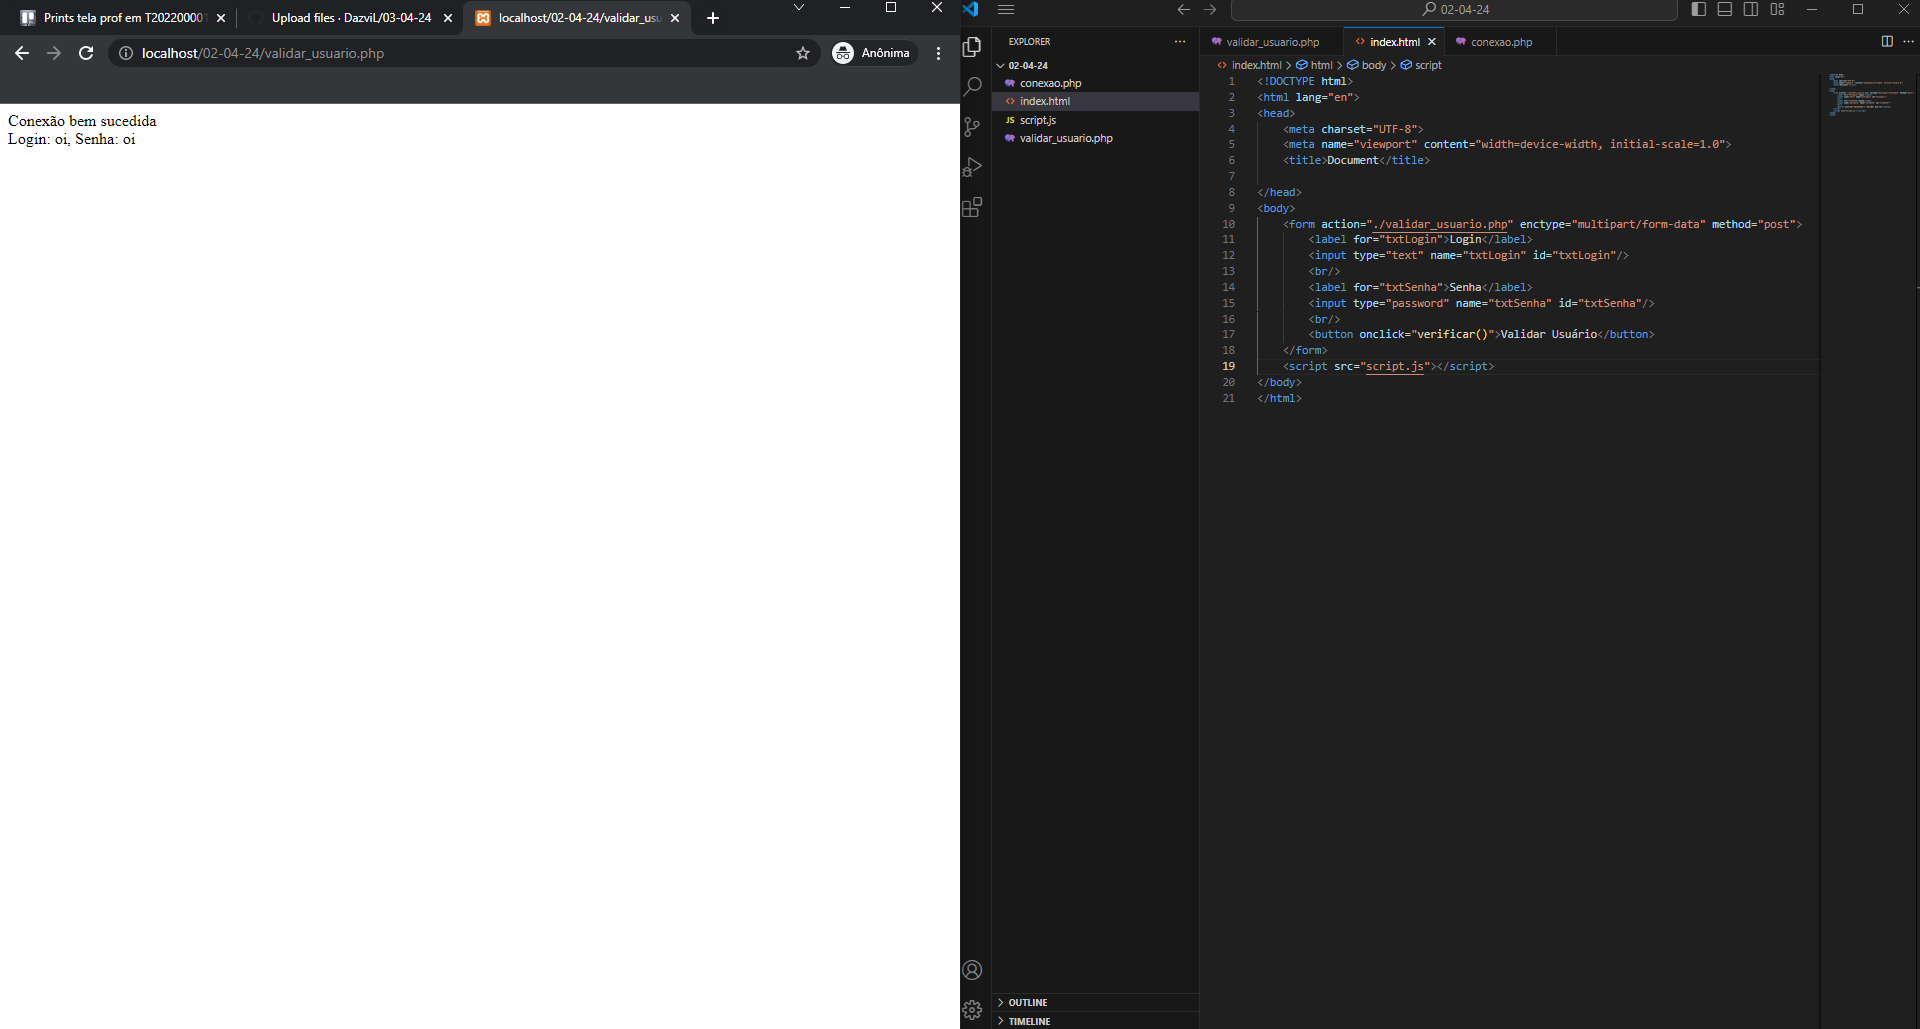 Prints tela prof em T202200001
Upload files · DazviL/03-04-24
localhost/02-04-24/validar_usu
localhost/02-04-24/validar_usuario.php
Anônima
Conexão bem sucedida
Login: oi, Senha: oi
02-04-24
EXPLORER
02-04-24
conexao.php
index.html
JS script.js
validar_usuario.php
OUTLINE
TIMELINE
validar_usuario.php
index.html
conexao.php
index.html > html > body > script
1 <!DOCTYPE html>
2 <html lang="en">
3 <head>
4 <meta charset="UTF-8">
5 <meta name="viewport" content="width=device-width, initial-scale=1.0">
6 <title>Document</title>
7
8 </head>
9 <body>
10 <form action="./validar_usuario.php" enctype="multipart/form-data" method="post">
11 <label for="txtLogin">Login</label>
12 <input type="text" name="txtLogin" id="txtLogin"/>
13 <br/>
14 <label for="txtSenha">Senha</label>
15 <input type="password" name="txtSenha" id="txtSenha"/>
16 <br/>
17 <button onclick="verificar()">Validar Usuário</button>
18 </form>
19 <script src="script.js"></script>
20 </body>
21 </html>